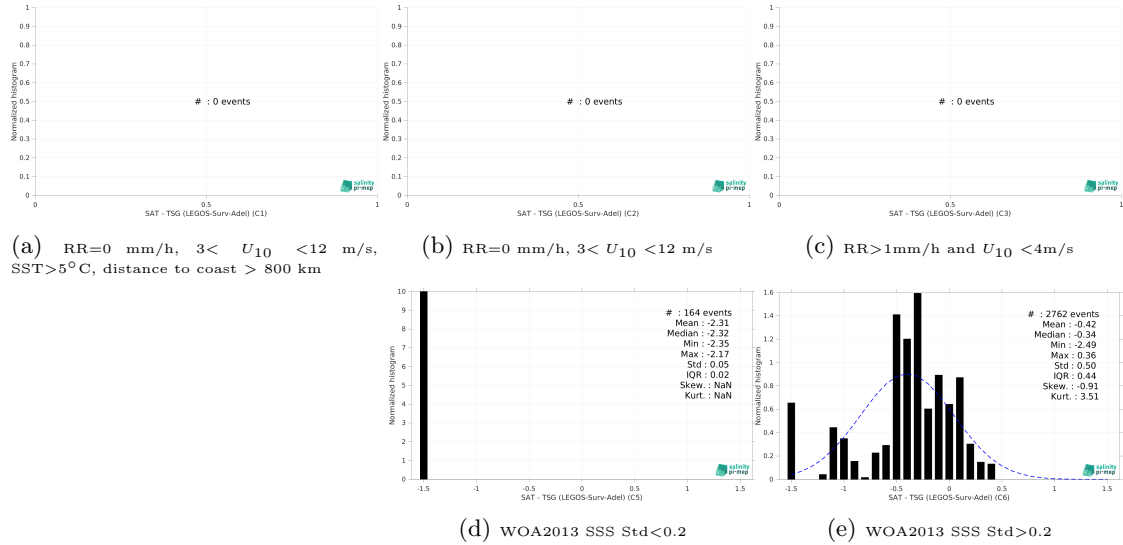 1
0.9
0.8
0.7
0.6
0.5
0.4
0.3
0.2
0.1
0
Normalized histogram
# : 0 events
salinity
pi-mep
0 0.5 1
SAT - TSG (LEGOS-Surv-Adel) (C1)
(a) RR=0 mm/h, 3< U10 <12 m/s,
SST>5°C, distance to coast > 800 km
1
0.9
0.8
0.7
0.6
0.5
0.4
0.3
0.2
0.1
0
Normalized histogram
# : 0 events
salinity
pi-mep
0 0.5 1
SAT - TSG (LEGOS-Surv-Adel) (C2)
(b) RR=0 mm/h, 3< U10 <12 m/s
1
0.9
0.8
0.7
0.6
0.5
0.4
0.3
0.2
0.1
0
Normalized histogram
# : 0 events
salinity
pi-mep
0 0.5 1
SAT - TSG (LEGOS-Surv-Adel) (C3)
(c) RR>1mm/h and U10 <4m/s
10
9
8
7
6
5
4
3
2
1
0
Normalized histogram
# : 164 events
Mean : -2.31
Median : -2.32
Min : -2.35
Max : -2.17
Std : 0.05
IQR : 0.02
Skew. : NaN
Kurt. : NaN
salinity
pi-mep
-1.5 -1 -0.5 0 0.5 1 1.5
SAT - TSG (LEGOS-Surv-Adel) (C5)
(d) WOA2013 SSS Std<0.2
1.6
1.4
1.2
1
0.8
0.6
0.4
0.2
0
Normalized histogram
# : 2762 events
Mean : -0.42
Median : -0.34
Min : -2.49
Max : 0.36
Std : 0.50
IQR : 0.44
Skew. : -0.91
Kurt. : 3.51
salinity
pi-mep
-1.5 -1 -0.5 0 0.5 1 1.5
SAT - TSG (LEGOS-Surv-Adel) (C6)
(e) WOA2013 SSS Std>0.2